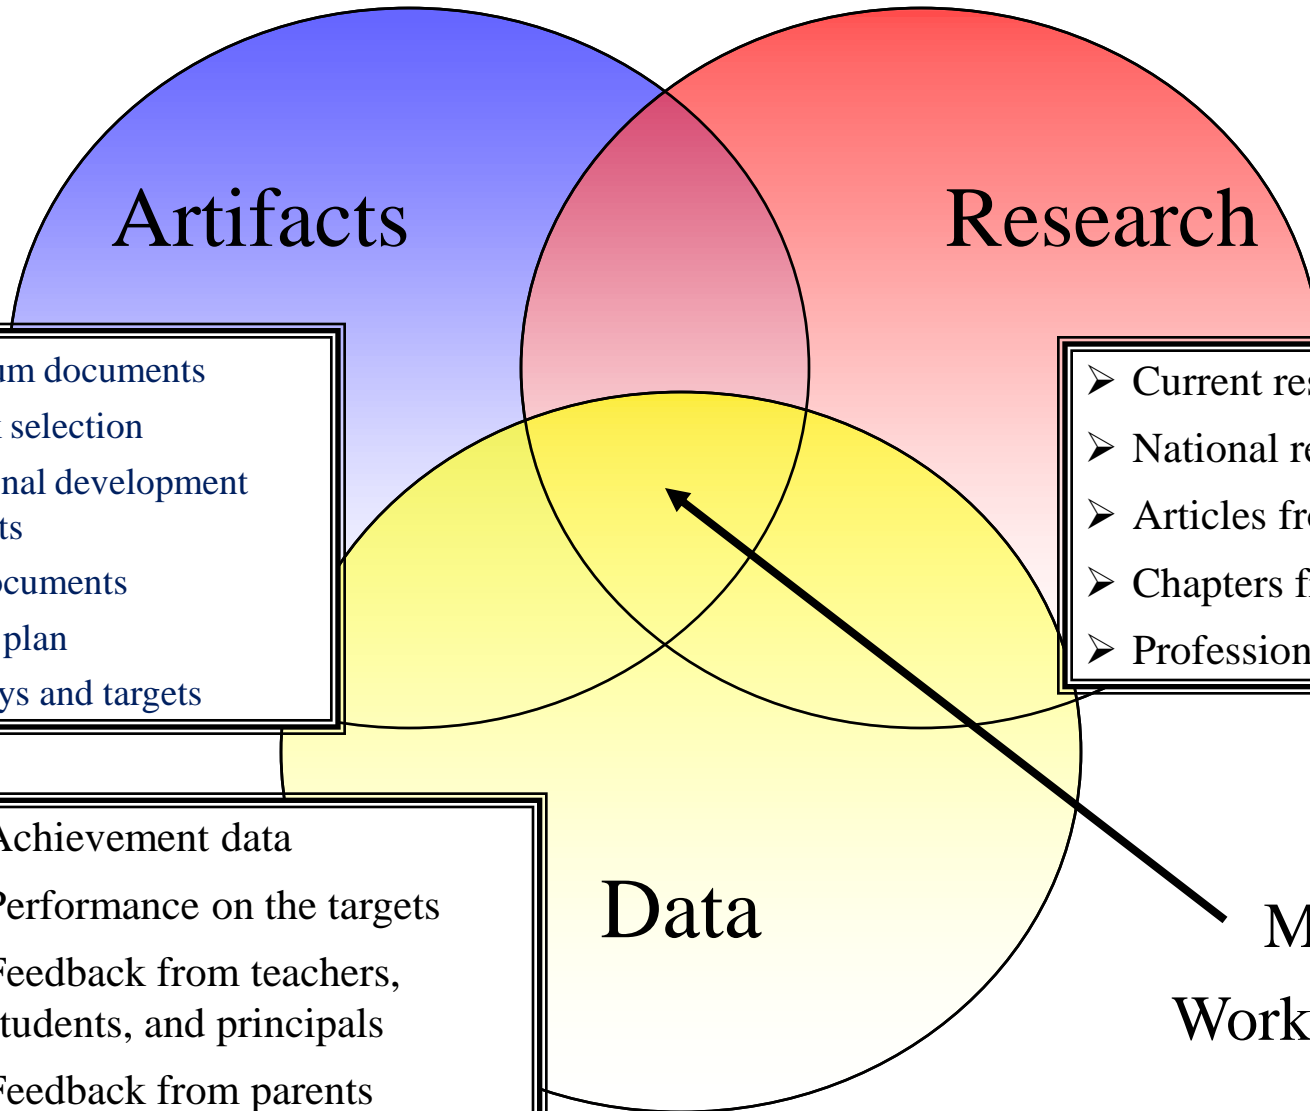 Artifacts
Research
um documents
selection
nal development
ts
ocuments
plan
ys and targets
Current res
National re
Articles fr
Chapters f
Profession
Achievement data
Performance on the targets
Feedback from teachers,
tudents, and principals
Feedback from parents
Data
M
Work